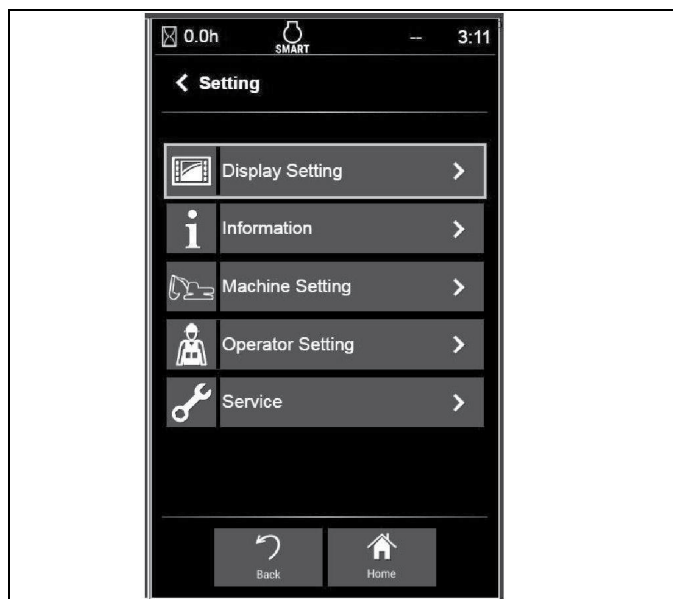 0.0h SMART -- 3:11
Setting
Display Setting
Information
Machine Setting
Operator Setting
Service
Back Home